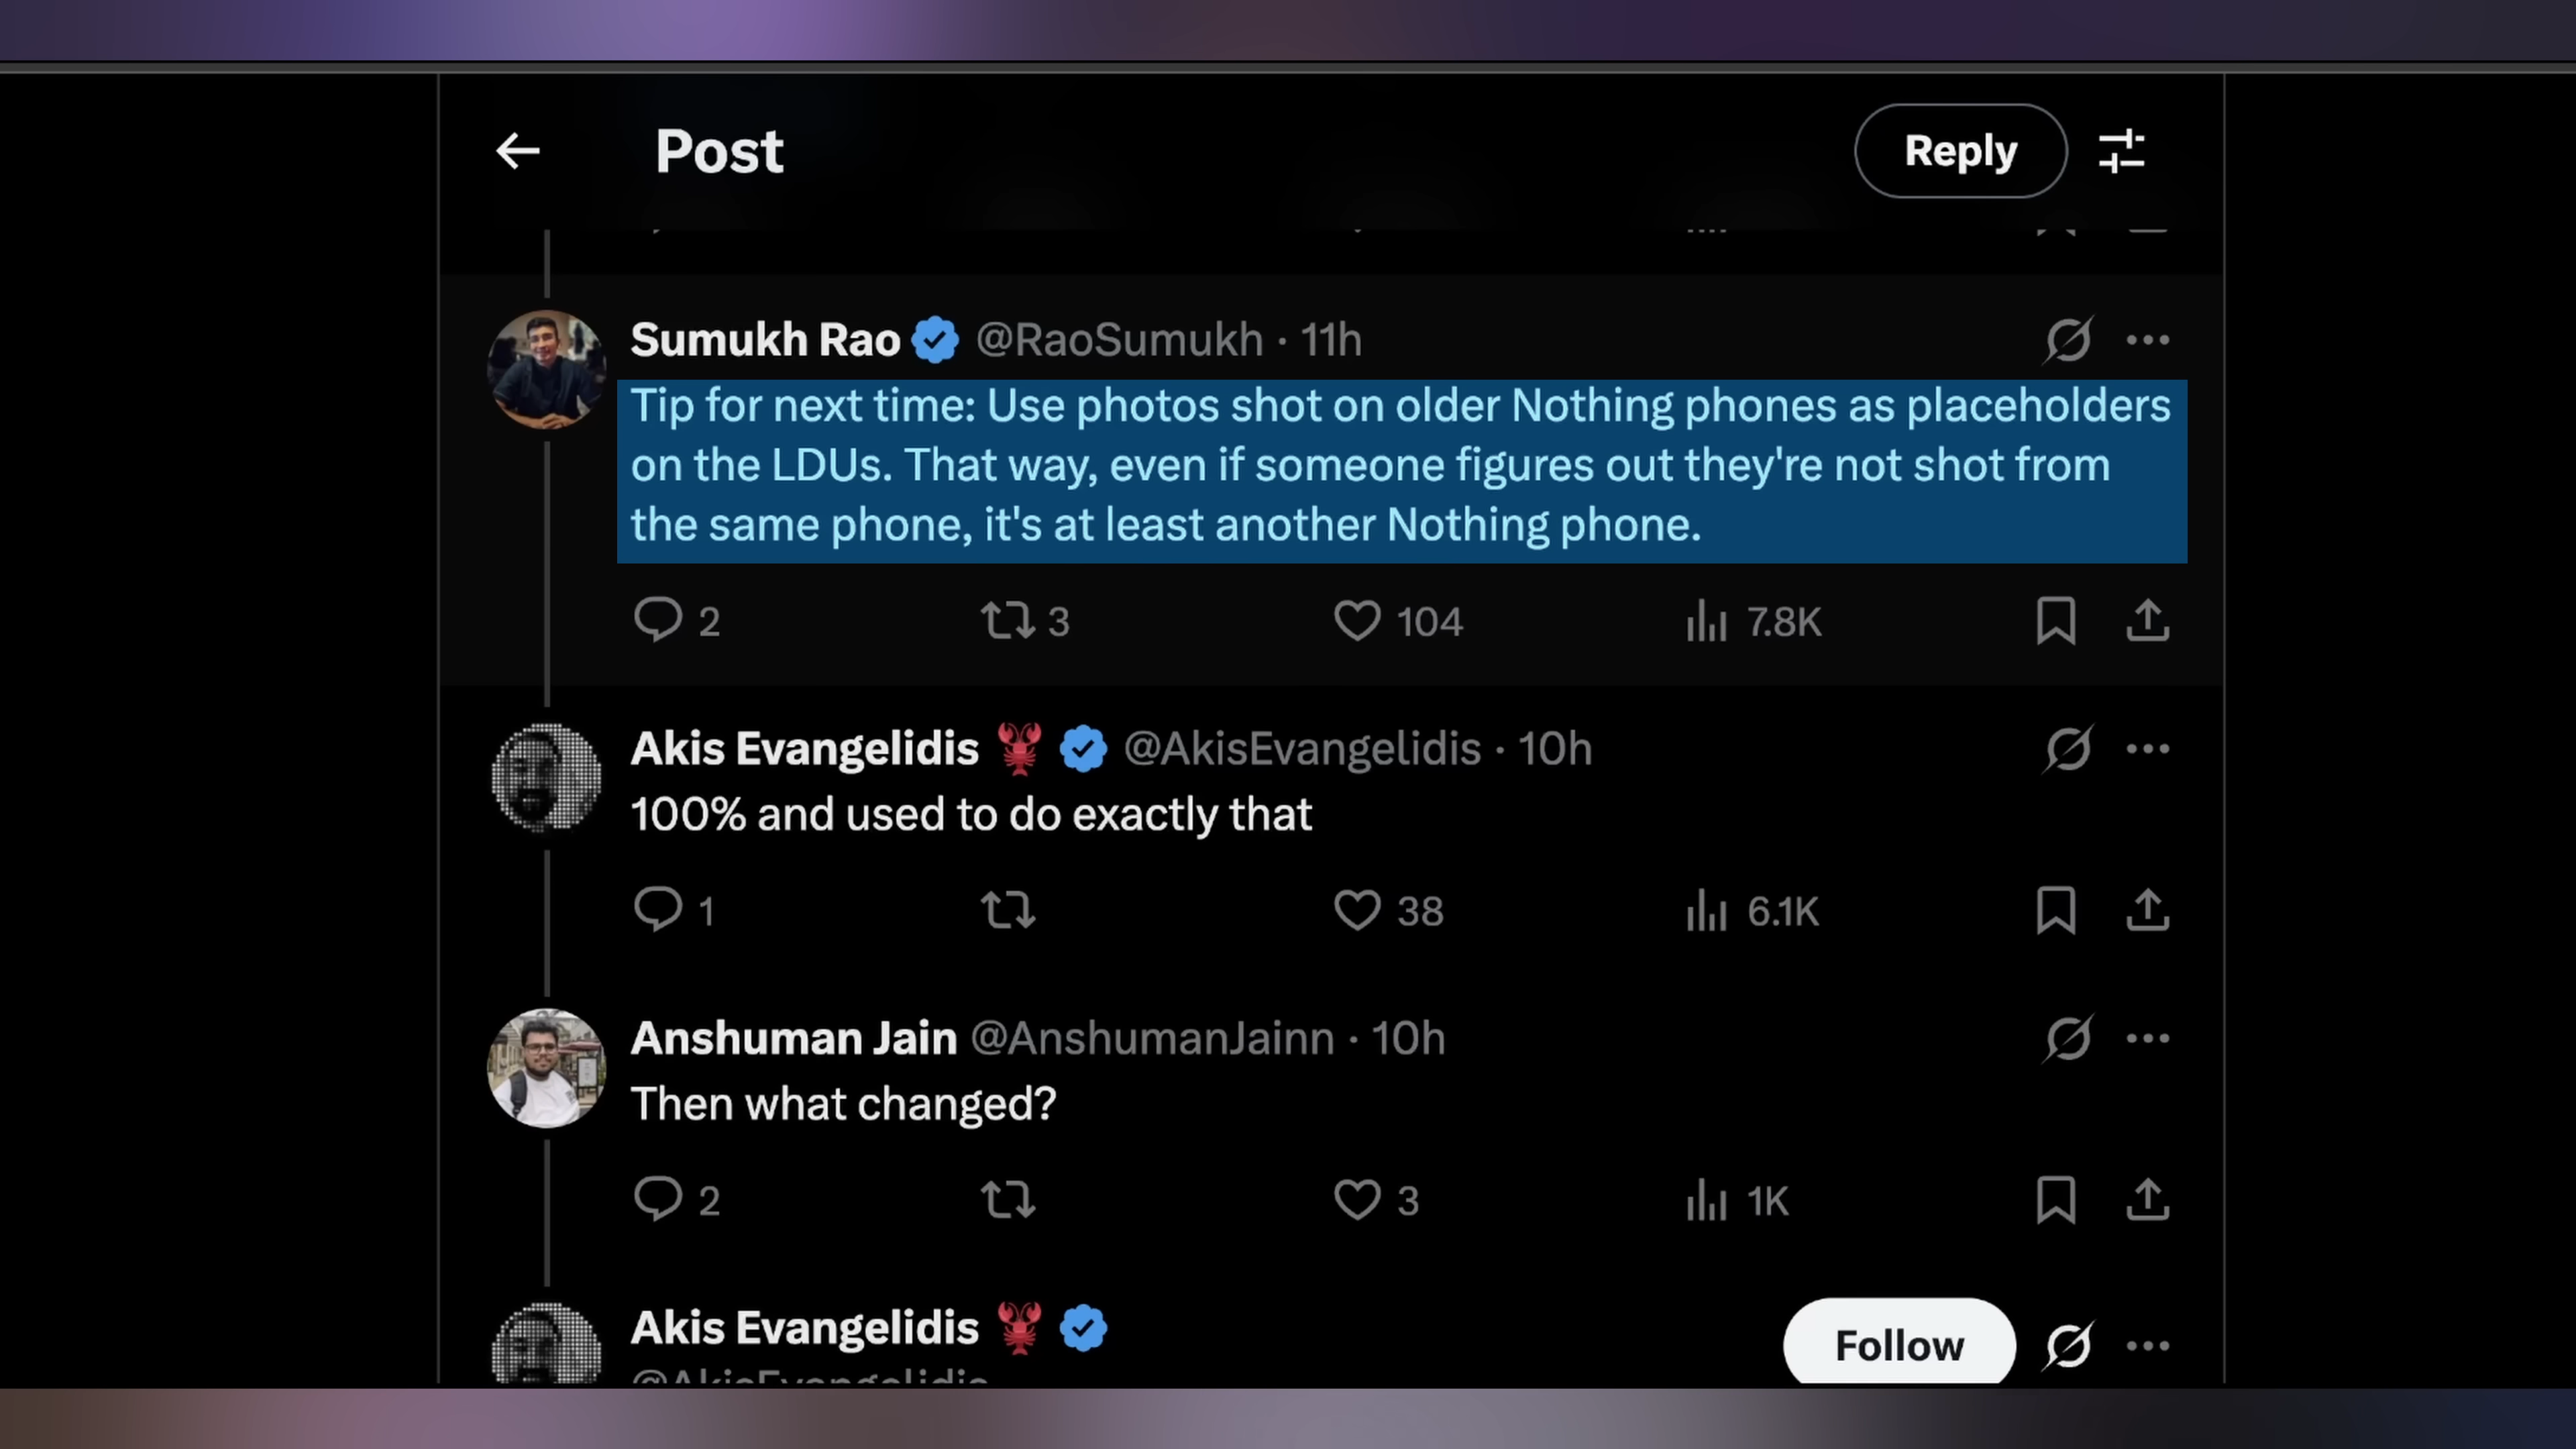 Post
Reply
Sumukh Rao @RaoSumukh · 11h
Tip for next time: Use photos shot on older Nothing phones as placeholders
on the LDUs. That way, even if someone figures out they're not shot from
the same phone, it's at least another Nothing phone.
2 3 104 7.8K
Akis Evangelidis 🦞 @AkisEvangelidis · 10h
100% and used to do exactly that
1 38 6.1K
Anshuman Jain @AnshumanJainn · 10h
Then what changed?
2 3 1K
Akis Evangelidis 🦞
Follow
@AkisEvangelidis